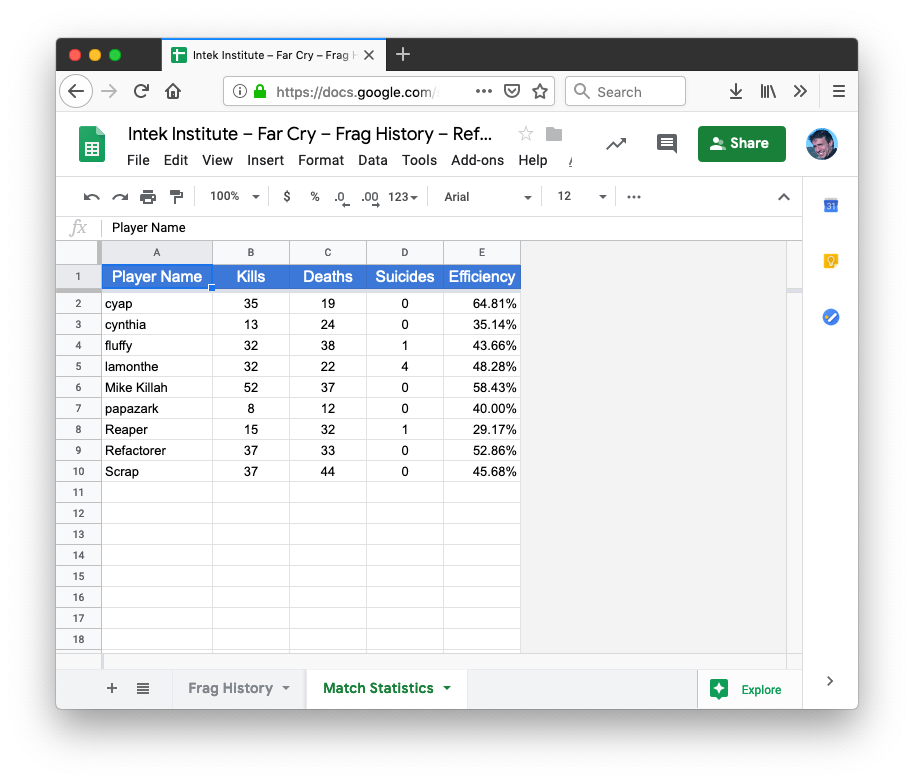 Intek Institute – Far Cry – Frag H
https://docs.google.com/
Search
Intek Institute – Far Cry – Frag History – Ref...
File Edit View Insert Format Data Tools Add-ons Help
Share
100% $ % .0 .00 123 Arial 12
31
fx Player Name
A B C D E
1 Player Name Kills Deaths Suicides Efficiency
2 cyap 35 19 0 64.81%
3 cynthia 13 24 0 35.14%
4 fluffy 32 38 1 43.66%
5 lamonthe 32 22 4 48.28%
6 Mike Killah 52 37 0 58.43%
7 papazark 8 12 0 40.00%
8 Reaper 15 32 1 29.17%
9 Refactorer 37 33 0 52.86%
10 Scrap 37 44 0 45.68%
11
12
13
14
15
16
17
18
Frag History Match Statistics Explore